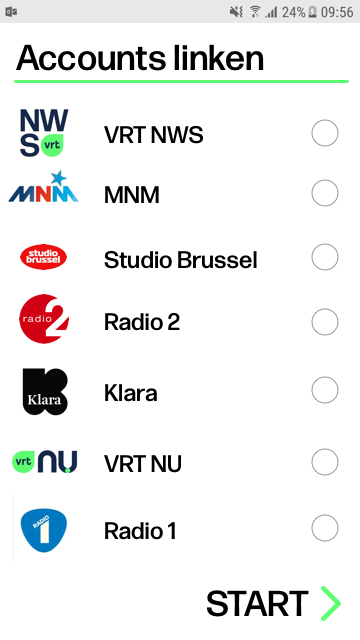 24% 09:56
Accounts linken
NW
S vrt
VRT NWS
MNM
MNM
studio
brussel
Studio Brussel
radio 2
Radio 2
Klara
Klara
vrt nu
VRT NU
RADIO
1
Radio 1
START